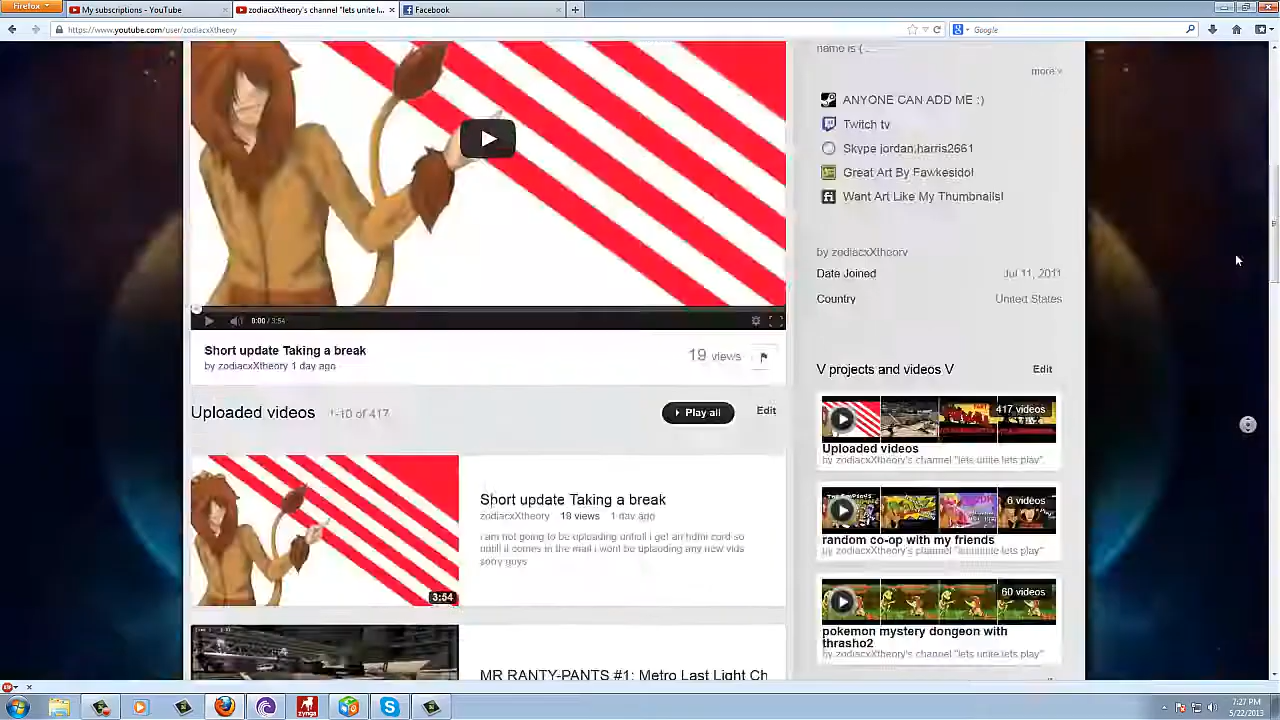 Firefox
My subscriptions - YouTube
zodiacxXtheory's channel "lets unite l...
Facebook
https://www.youtube.com/user/zodiacxXtheory
Google
name is (
more
ANYONE CAN ADD ME :)
Twitch tv
Skype jordan.harris2661
Great Art By Fawkesido!
Want Art Like My Thumbnails!
by zodiacxXtheory
Date Joined Jul 11, 2011
Country United States
0:00 / 3:54
Short update Taking a break
by zodiacxXtheory 1 day ago
19 views
Uploaded videos 1-10 of 417
Play all
Edit
Short update Taking a break
zodiacxXtheory 19 views 1 day ago
i am not going to be uploading untill i get an hdmi cord so
untill it comes in the mail i wont be uploading any new vids
sorry guys
3:54
MR RANTY-PANTS #1: Metro Last Light Ch
V projects and videos V Edit
417 videos
Uploaded videos
by zodiacxXtheory's channel "lets unite lets play"
6 videos
random co-op with my friends
by zodiacxXtheory's channel "lets unite lets play"
60 videos
pokemon mystery dongeon with
thrasho2
by zodiacxXtheory's channel "lets unite lets play"
zynga
7:27 PM
5/22/2013